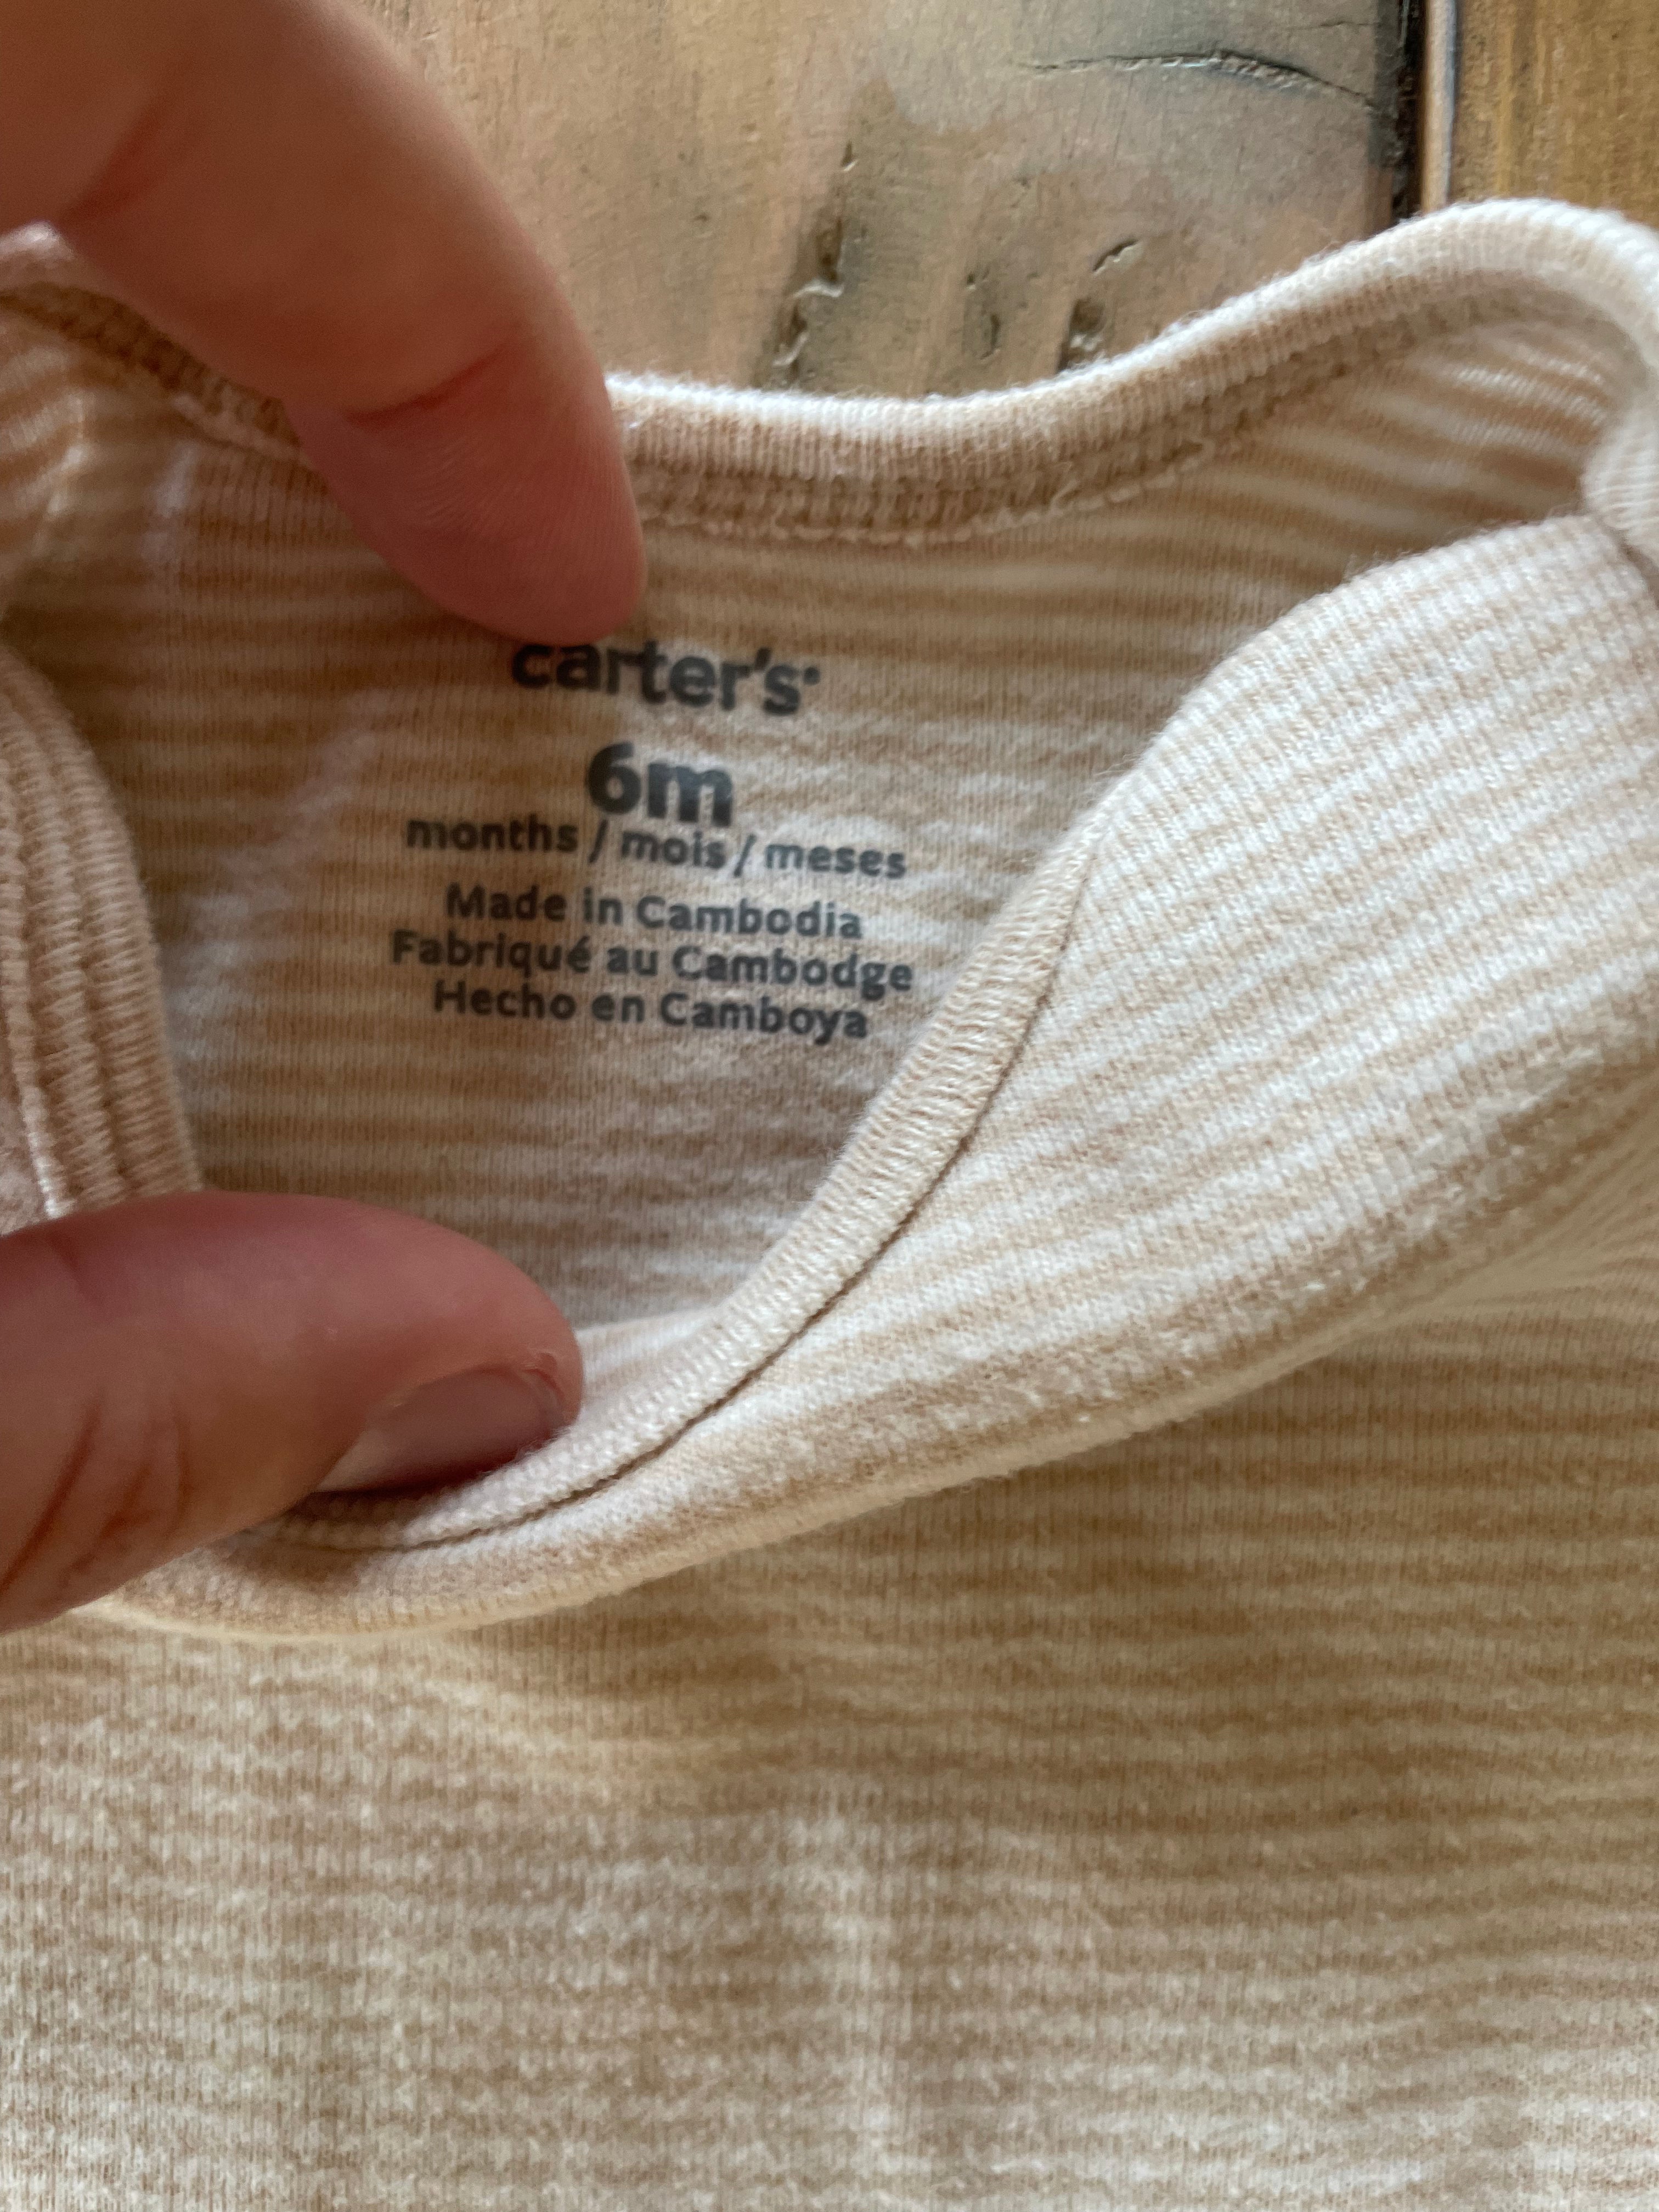 carter's
6m
months / mois / meses
Made in Cambodia
Fabriqué au Cambodge
Hecho en Camboya